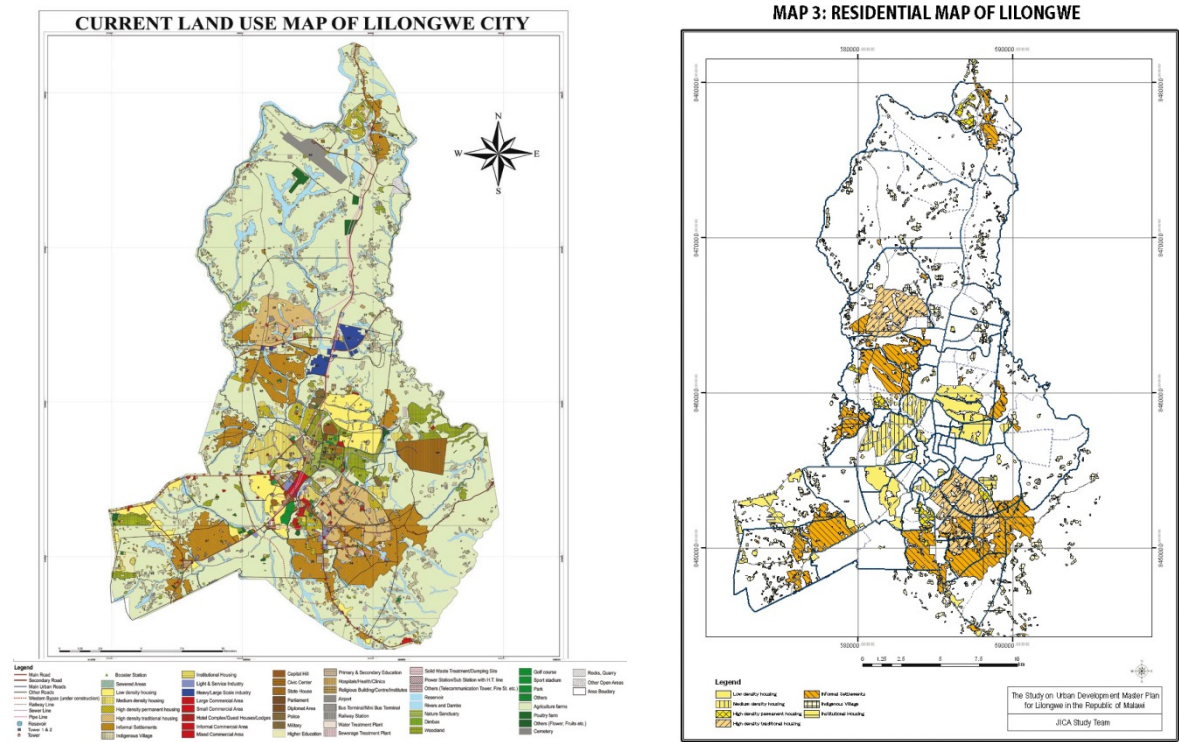 CURRENT LAND USE MAP OF LILONGWE CITY
N
W
E
S
Legend
Main Road
Secondary Road
Main Urban Roads
Other Roads
Western Bypass (under construction)
Railway Line
Sewer Line
Pipe Line
Reservoir
Tower 1 & 2
Tower
Booster Station
Sewered Areas
Low density housing
Medium density housing
High density permanent housing
High density traditional housing
Informal Settlements
Indigenous Village
Institutional Housing
Light & Service Industry
Heavy/Large Scale Industry
Large Commercial Area
Small Commercial Area
Hotel Complex/Guest Houses/Lodges
Informal Commercial Area
Mixed Commercial Area
Capital Hill
Civic Center
State House
Parliament
Diplomat Area
Police
Military
Higher Education
Primary & Secondary Education
Hospitals/Health/Clinics
Religious Building/Centre/Institutes
Airport
Bus Terminal/Mini Bus Terminal
Railway Station
Water Treatment Plant
Sewerage Treatment Plant
Solid Waste Treatment/Dumping Site
Power Station/Sub Station with H.T. line
Others (Telecommunication Tower, Fire St. etc.)
Reservoir
Rivers and Dambo
Nature Sanctuary
Woodland
Golf course
Sport stadium
Park
Others
Agriculture farms
Poultry farm
Others (Flower, Fruits etc.)
Cemetery
Rocks, Quarry
Other Open Areas
Area Boundary
MAP 3: RESIDENTIAL MAP OF LILONGWE
580000
590000
580000
590000
0 1.25 2.5 5 7.5 10
Legend
Low density housing
Medium density housing
High density permanent housing
High density traditional housing
Informal Settlements
Indigenous Village
Institutional Housing
The Study on Urban Development Master Plan
for Lilongwe in the Republic of Malawi
JICA Study Team